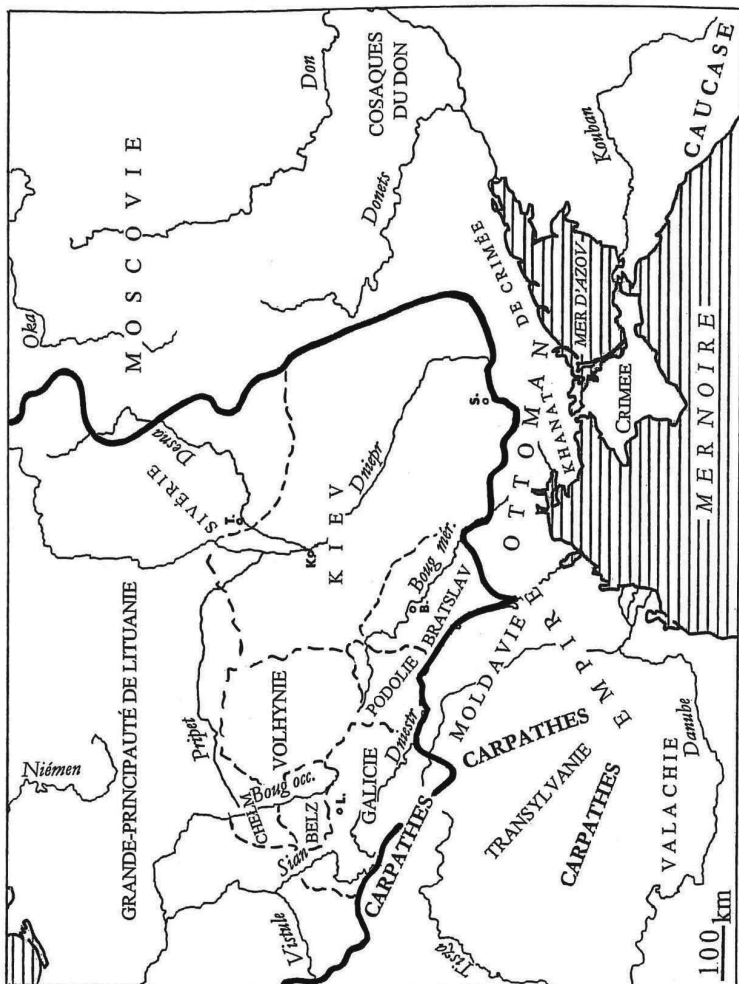 GRANDE-PRINCIPAUTÉ DE LITUANIE
MOSCOVIE
Niémen
Oka
Don
Desna
SIVÉRIE
T.
COSAQUES
DU DON
Donets
Pripet
VOLHYNIE
CHELM
Boug occ.
BELZ
L.
Sian
Vistule
K.
KIEV
Dniepr
Boug mér.
B.
S.
PODOLIE
BRATSLAV
GALICIE
Dniestr
CARPATHES
MOLDAVIE
CARPATHES
EMPIRE
OTTOMAN
KHANAT DE CRIMÉE
MER D'AZOV
CRIMEE
Kouban
CAUCASE
MER NOIRE
TRANSYLVANIE
CARPATHES
Tisza
VALACHIE
Danube
100 km